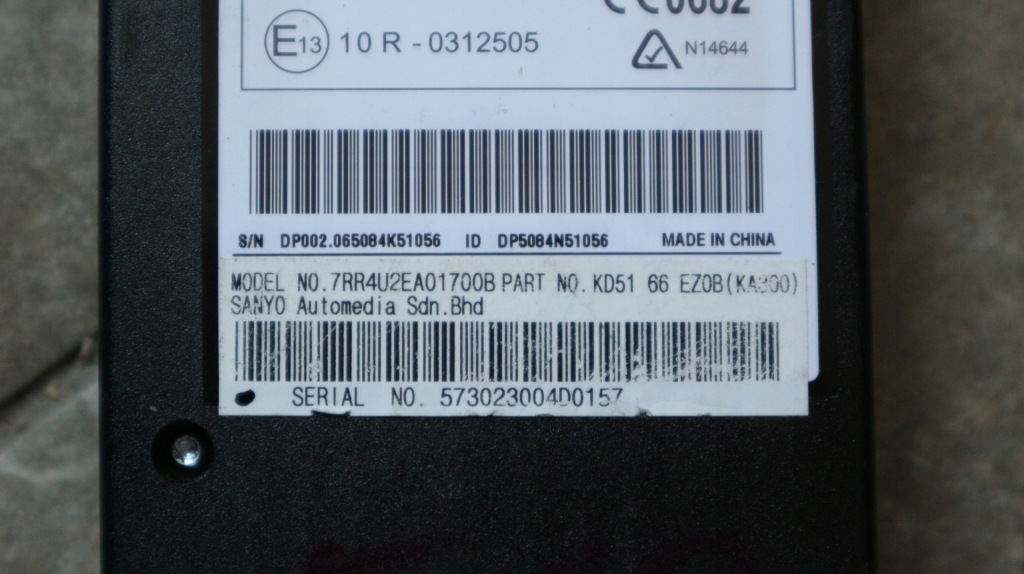 E13 10 R - 0312505
N14644
S/N DP002.065084K51056 ID DP5084N51056 MADE IN CHINA
MODEL NO.7RR4U2EA01700B PART NO.KD51 66 EZ0B(KA300)
SANYO Automedia Sdn.Bhd
SERIAL NO. 573023004D0157